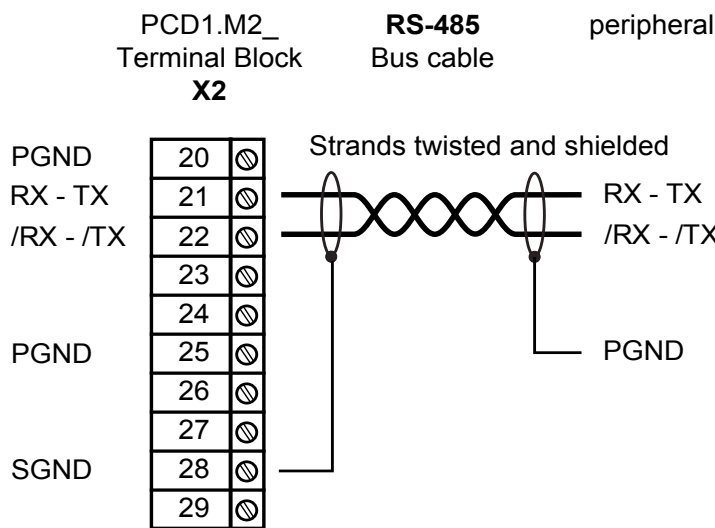 PCD1.M2_ RS-485 peripheral
Terminal Block Bus cable
X2
Strands twisted and shielded
PGND 20
RX - TX 21 RX - TX
/RX - /TX 22 /RX - /TX
23
24
PGND 25 PGND
26
27
SGND 28
29